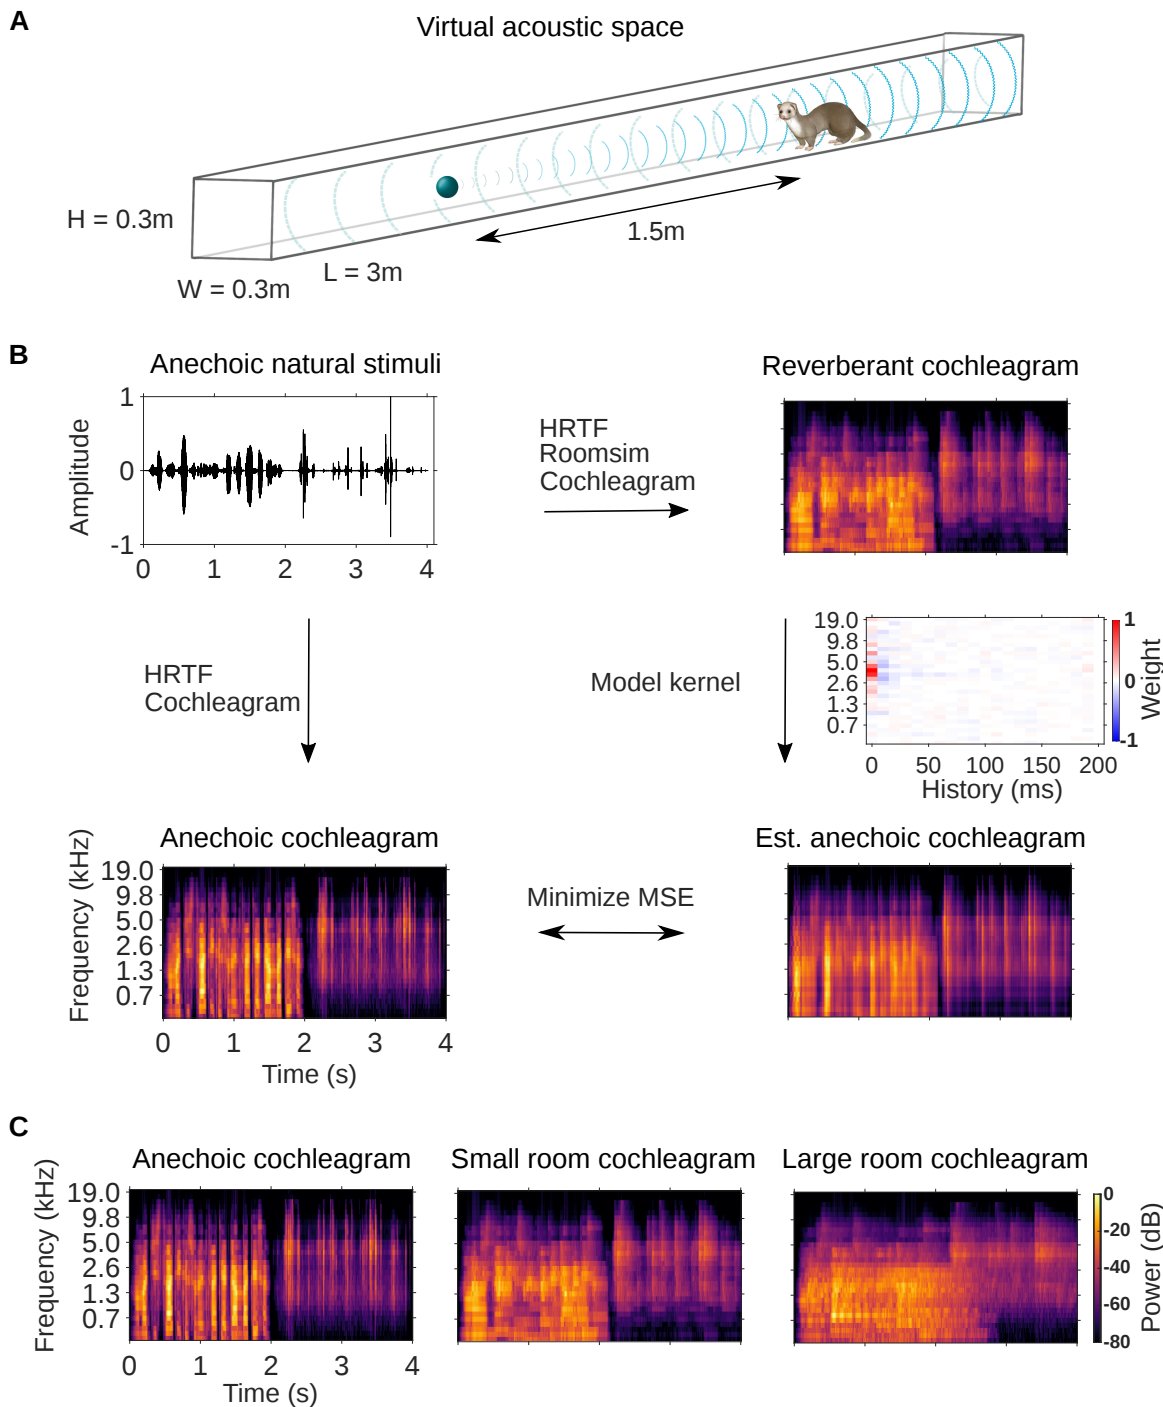 A
Virtual acoustic space
H = 0.3m
W = 0.3m
L = 3m
1.5m
B
Anechoic natural stimuli
Amplitude
1
0
-1
0 1 2 3 4
HRTF
Roomsim
Cochleagram
Reverberant cochleagram
HRTF
Cochleagram
Model kernel
19.0
9.8
5.0
2.6
1.3
0.7
0 50 100 150 200
History (ms)
1
0
-1
Weight
Anechoic cochleagram
Frequency (kHz)
19.0
9.8
5.0
2.6
1.3
0.7
0 1 2 3 4
Time (s)
Minimize MSE
Est. anechoic cochleagram
C
Anechoic cochleagram
Frequency (kHz)
19.0
9.8
5.0
2.6
1.3
0.7
0 1 2 3 4
Time (s)
Small room cochleagram
Large room cochleagram
0
-20
-40
-60
-80
Power (dB)